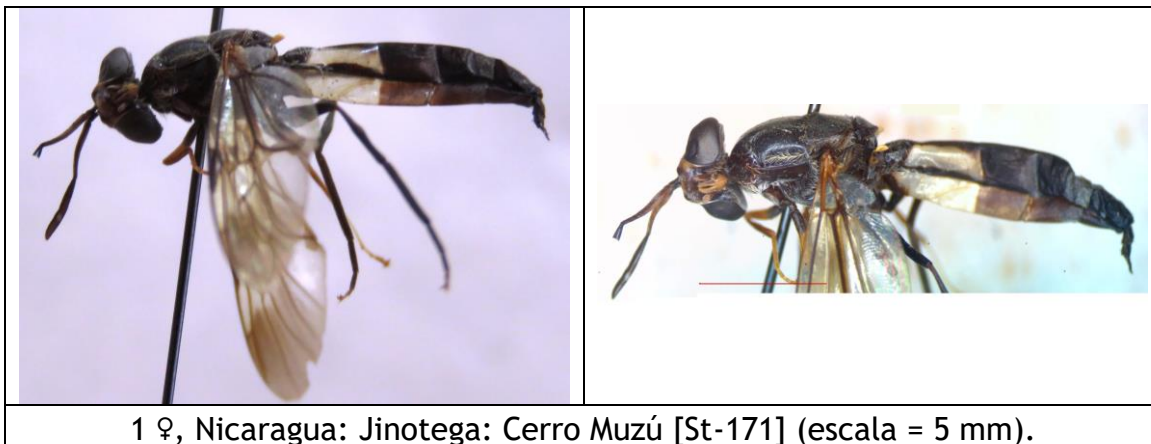 1 ♀, Nicaragua: Jinotega: Cerro Muzú [St-171] (escala = 5 mm).